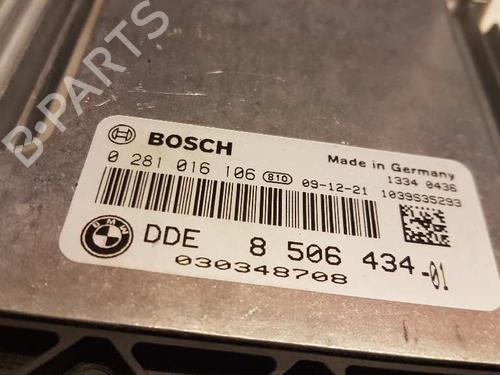 B-PARTS
BOSCH
Made in Germany
0 281 016 106 810 09-12-21
1334 0436
1039S35293
BMW
DDE 8 506 434-01
030348708